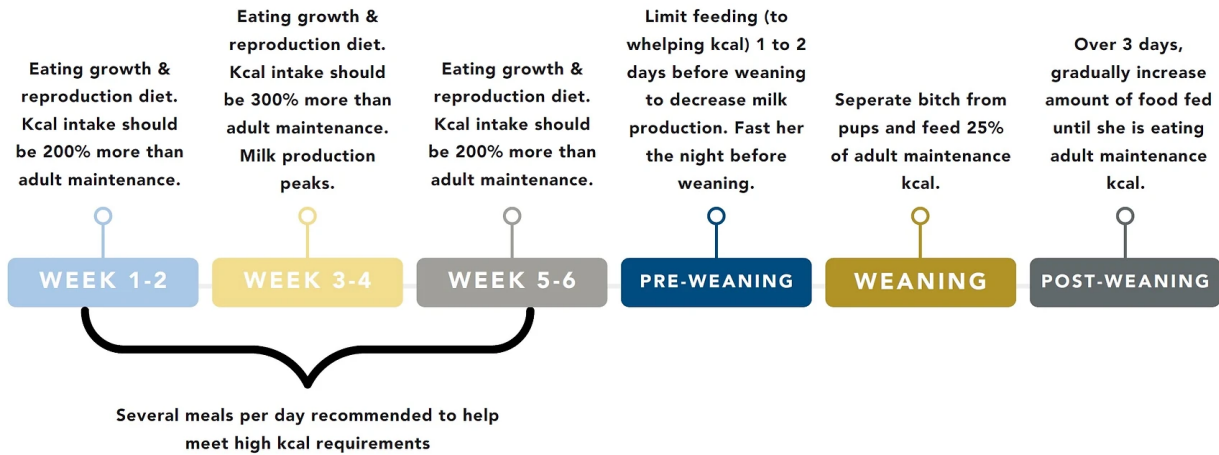 Eating growth &
reproduction diet.
Kcal intake should
be 200% more than
adult maintenance.
WEEK 1-2
Eating growth &
reproduction diet.
Kcal intake should
be 300% more than
adult maintenance.
Milk production
peaks.
WEEK 3-4
Eating growth &
reproduction diet.
Kcal intake should
be 200% more than
adult maintenance.
WEEK 5-6
Limit feeding (to
whelping kcal) 1 to 2
days before weaning
to decrease milk
production. Fast her
the night before
weaning.
PRE-WEANING
Seperate bitch from
pups and feed 25%
of adult maintenance
kcal.
WEANING
Over 3 days,
gradually increase
amount of food fed
until she is eating
adult maintenance
kcal.
POST-WEANING
Several meals per day recommended to help
meet high kcal requirements